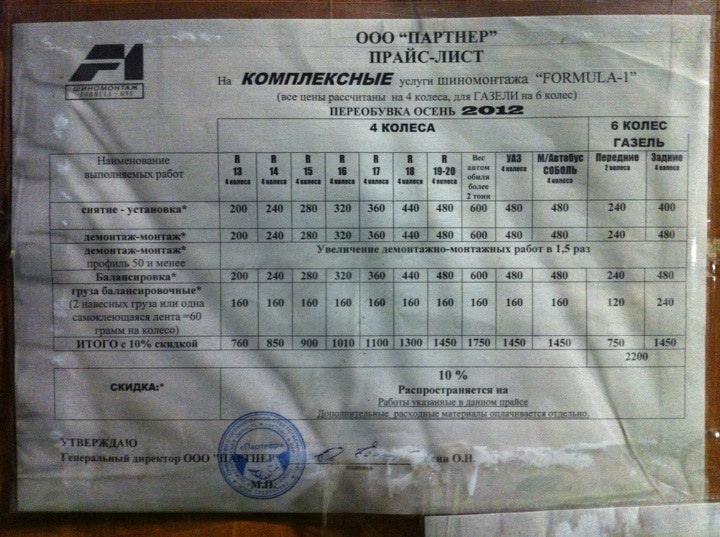 ООО “ПАРТНЕР”
ПРАЙС-ЛИСТ
F1
ШИНОМОНТАЖ
На КОМПЛЕКСНЫЕ услуги ШИНОМОНТАЖА “FORMULA-1”
(все цены рассчитаны на 4 колеса, для ГАЗЕЛИ на 6 колес)
ПЕРЕОБУВКА ОСЕНЬ 2012
4 КОЛЕСА 6 КОЛЕС ГАЗЕЛЬ
Наименование выполняемых работ R 13 4 колеса R 14 4 колеса R 15 4 колеса R 16 4 колеса R 17 4 колеса R 18 4 колеса R 19-20 4 колеса Вес автом обиля более 2 тонн УАЗ 4 колеса М/Автобус СОБОЛЬ 4 колеса Передние 2 колеса Задние 4 колеса
снятие - установка* 200 240 280 320 360 440 480 600 480 480 240 400
демонтаж-монтаж* 200 240 280 320 360 440 480 600 480 480 240 480
демонтаж-монтаж* Увеличение демонтажно-монтажных работ в 1,5 раз
профиль 50 и менее
Балансировка* 200 240 280 320 360 440 480 600 480 480 240 480
груза балансировочные*
(2 навесных груза или одна 160 160 160 160 160 160 160 160 160 160 120 240
самоклеющаяся лента =60
грамм на колесо)
ИТОГО с 10% скидкой 760 850 900 1010 1100 1300 1450 1750 1450 1450 750 1450
2200
СКИДКА:* 10 %
Распространяется на
Работы указанные в данном прайсе
Дополнительные расходные материалы оплачивается отдельно.
УТВЕРЖДАЮ
Генеральный директор ООО “ПАРТНЕР О.Н.
«Партнер»
М.П.